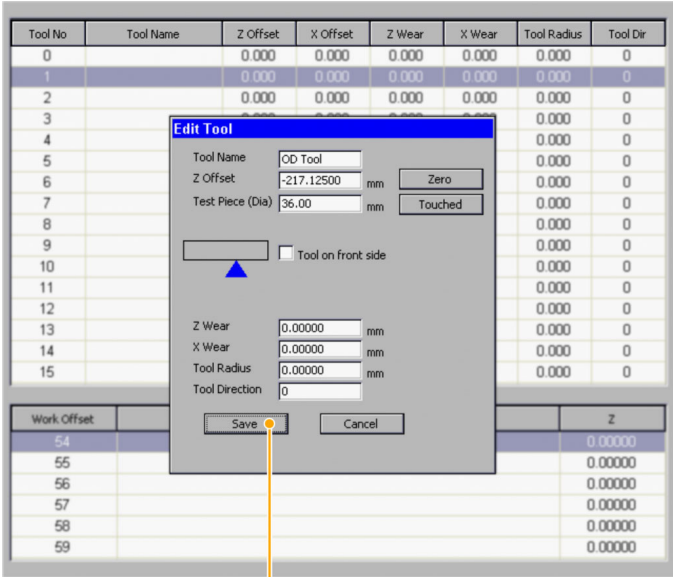 Tool No Tool Name Z Offset X Offset Z Wear X Wear Tool Radius Tool Dir
0 0.000 0.000 0.000 0.000 0.000 0
1 0.000 0.000 0.000 0.000 0.000 0
2 0.000 0.000 0.000 0.000 0.000 0
3 0.000 0
4 0.000 0
5 0.000 0
6 0.000 0
7 0.000 0
8 0.000 0
9 0.000 0
10 0.000 0
11 0.000 0
12 0.000 0
13 0.000 0
14 0.000 0
15 0.000 0
Edit Tool
Tool Name OD Tool
Z Offset -217.12500 mm Zero
Test Piece (Dia) 36.00 mm Touched
Tool on front side
Z Wear 0.00000 mm
X Wear 0.00000 mm
Tool Radius 0.00000 mm
Tool Direction 0
Save Cancel
Work Offset Z
54 0.00000
55 0.00000
56 0.00000
57 0.00000
58 0.00000
59 0.00000